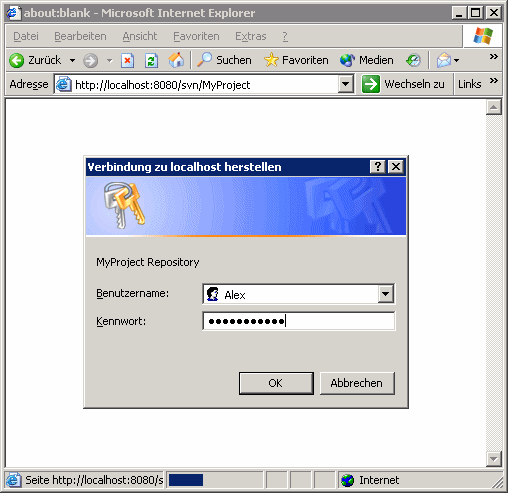 about:blank - Microsoft Internet Explorer
Datei Bearbeiten Ansicht Favoriten Extras ?
Zurück Suchen Favoriten Medien »
Adresse http://localhost:8080/svn/MyProject Wechseln zu Links »
Verbindung zu localhost herstellen ?
MyProject Repository
Benutzername: Alex
Kennwort: ●●●●●●●●●●●
OK Abbrechen
Seite http://localhost:8080/s Internet